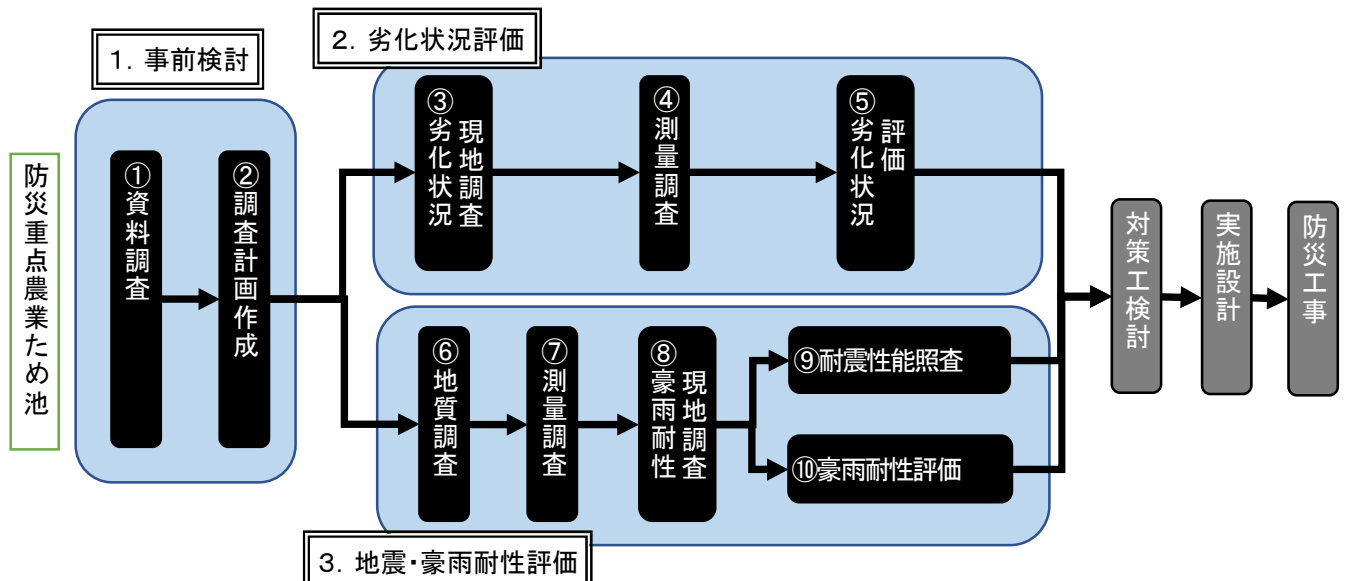 防災重点農業ため池
1．事前検討
①資料調査
②調査計画作成
2．劣化状況評価
③劣化状況
現地調査
④測量調査
⑤劣化状況
評価
3．地震・豪雨耐性評価
⑥地質調査
⑦測量調査
⑧豪雨耐性
現地調査
⑨耐震性能照査
⑩豪雨耐性評価
対策工検討
実施設計
防災工事